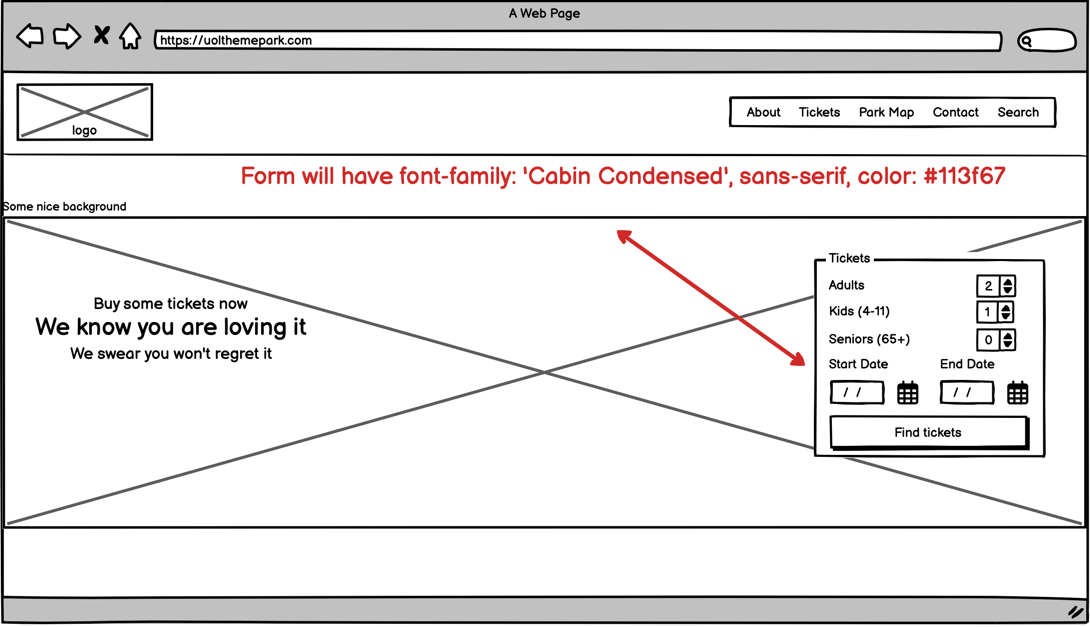 A Web Page
https://uolthemepark.com
logo
About Tickets Park Map Contact Search
Form will have font-family: 'Cabin Condensed', sans-serif, color: #113f67
Some nice background
Buy some tickets now
We know you are loving it
We swear you won't regret it
Tickets
Adults 2
Kids (4-11) 1
Seniors (65+) 0
Start Date End Date
/ / / /
Find tickets